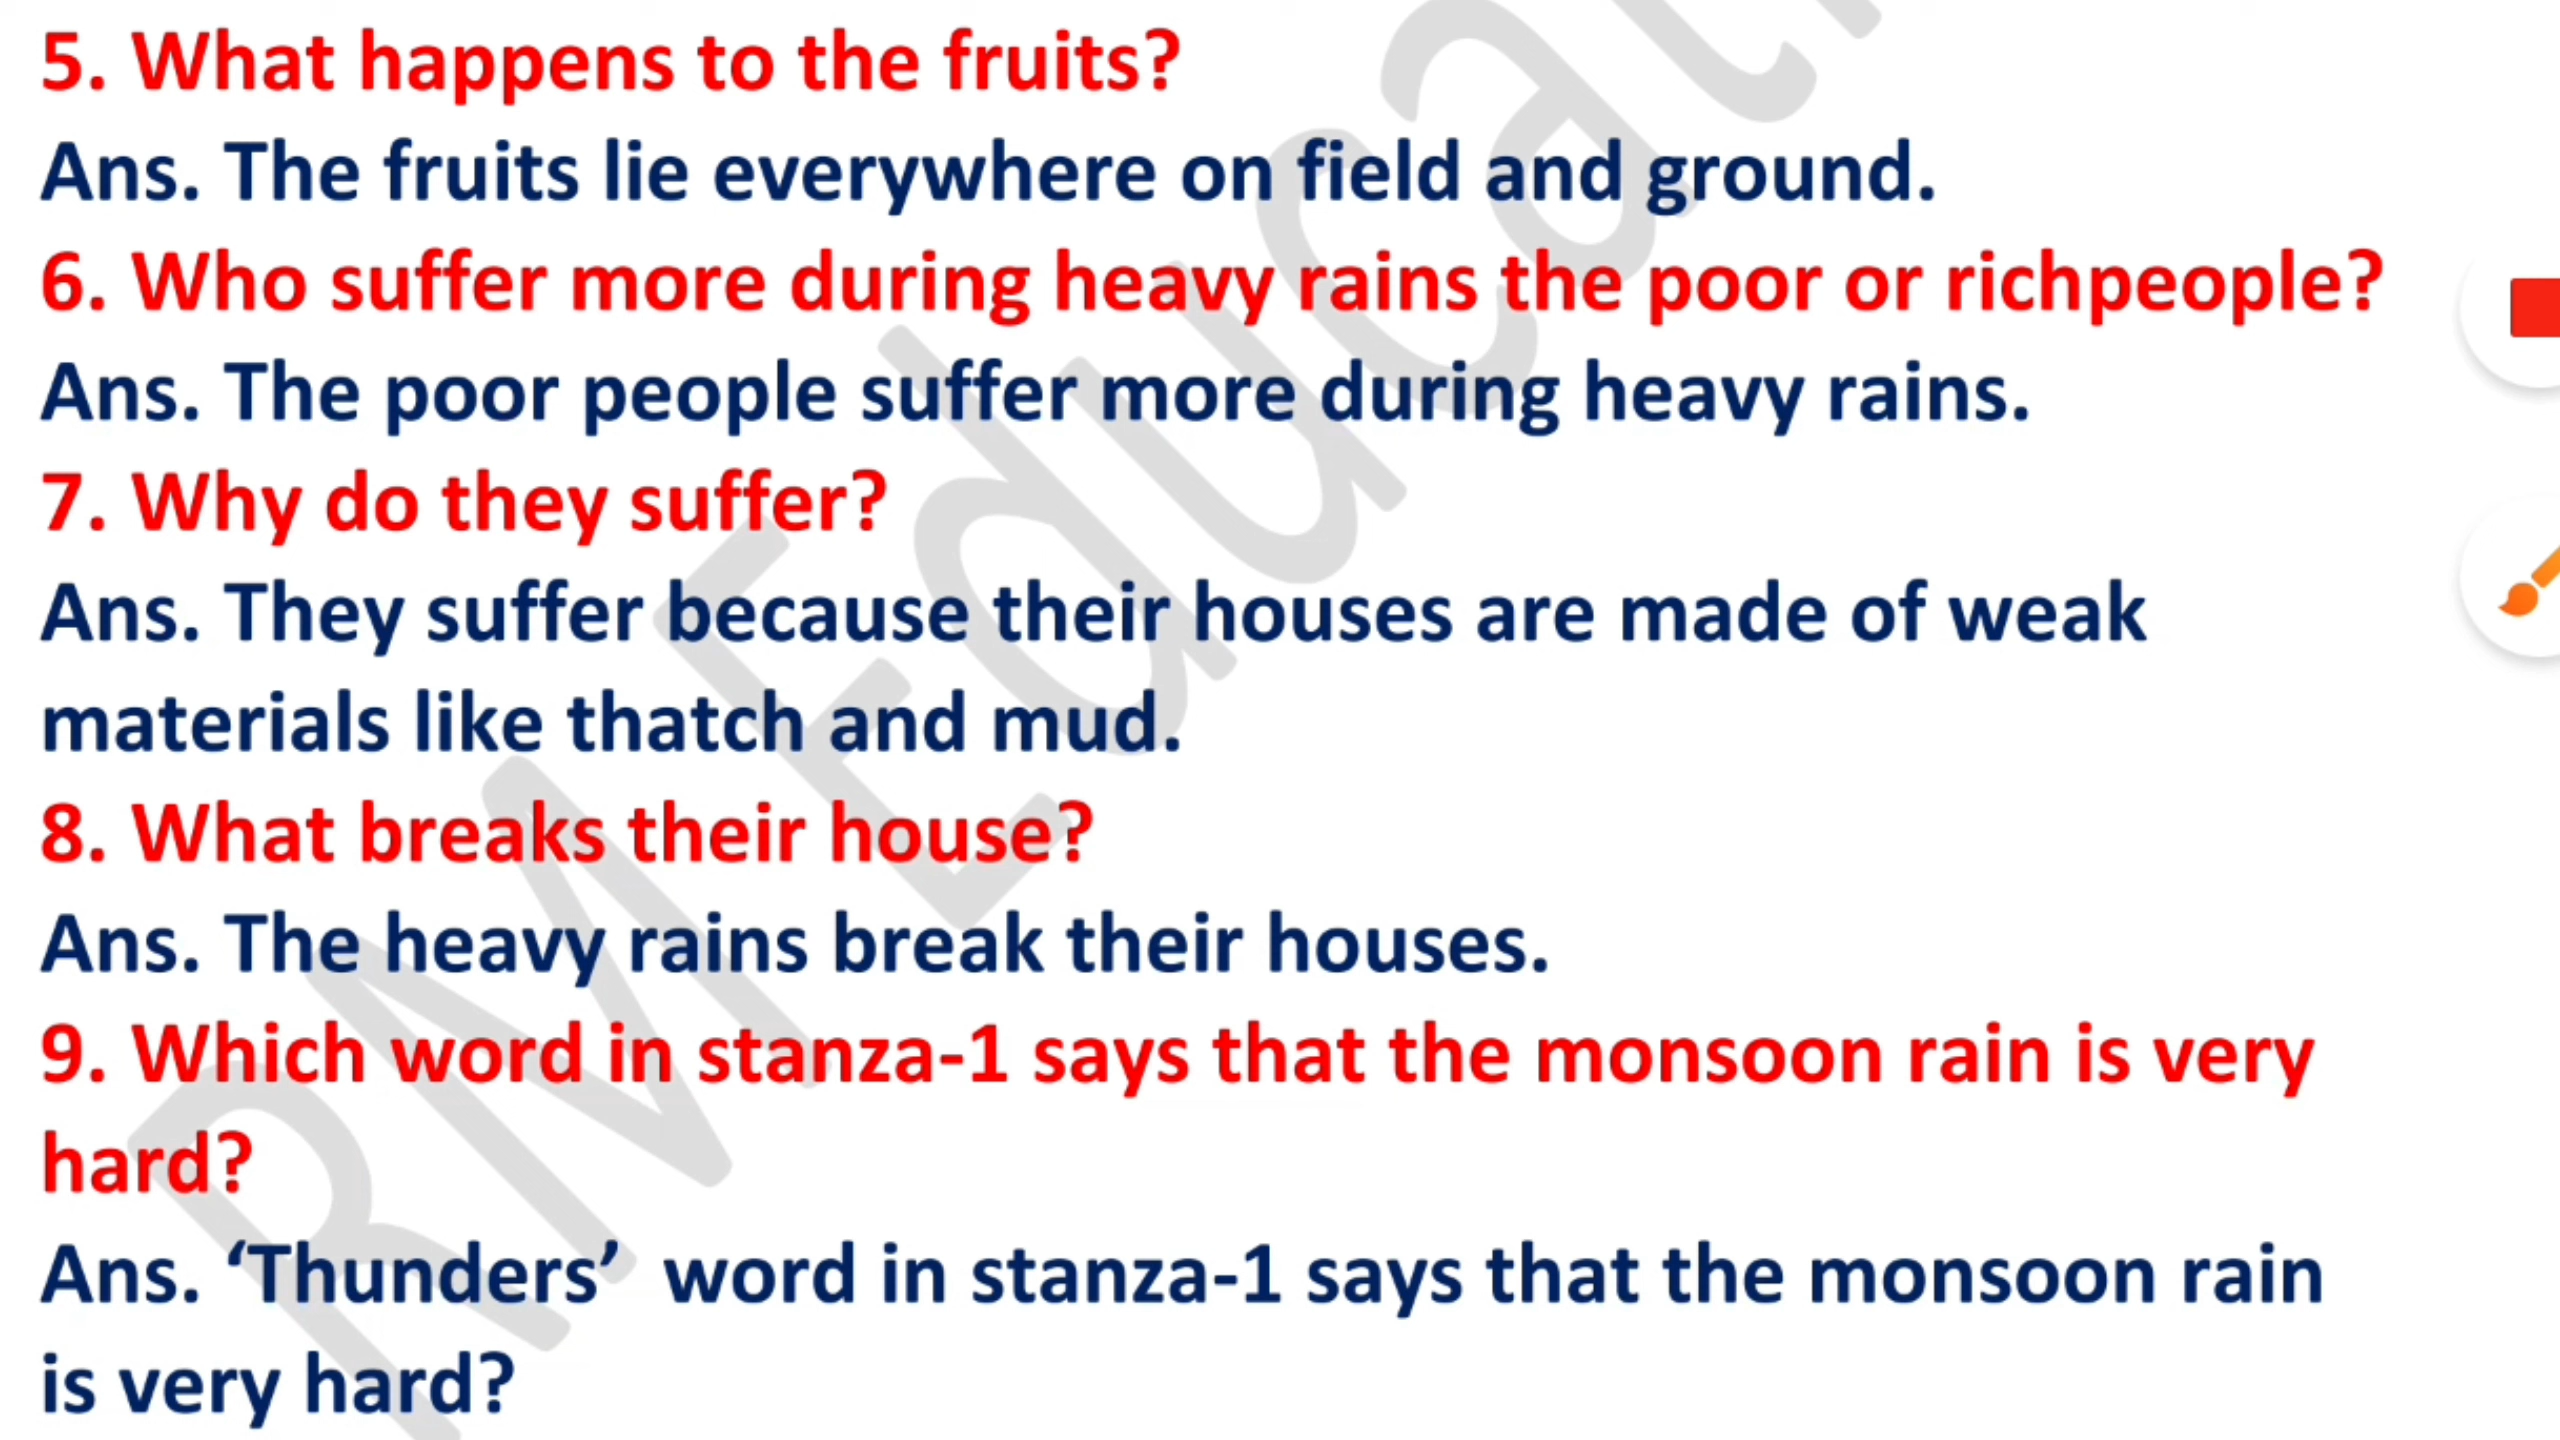 5. What happens to the fruits?
Ans. The fruits lie everywhere on field and ground.
6. Who suffer more during heavy rains the poor or richpeople?
Ans. The poor people suffer more during heavy rains.
7. Why do they suffer?
Ans. They suffer because their houses are made of weak
materials like thatch and mud.
8. What breaks their house?
Ans. The heavy rains break their houses.
9. Which word in stanza-1 says that the monsoon rain is very
hard?
Ans. ‘Thunders’ word in stanza-1 says that the monsoon rain
is very hard?
RM Educati